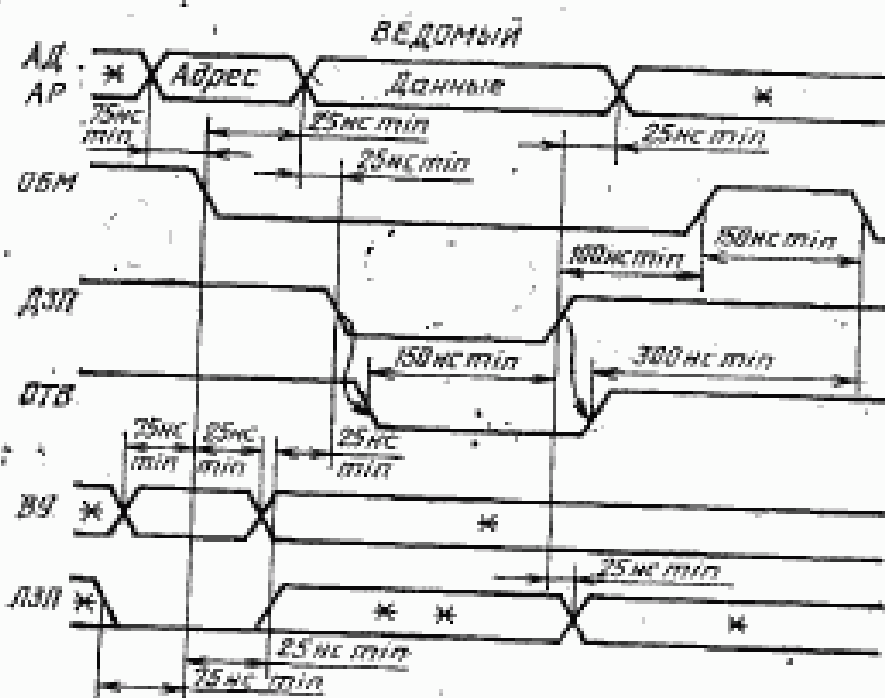 ВЕДОМЫЙ
АД
АР
*
Адрес
Данные
*
75нс
min
25нс min
25нс min
25нс min
ОБМ
100нс min
150нс min
ДЗП
150нс min
300нс min
ОТВ
75нс
min
25нс
min
25нс
min
ВУ
*
*
25нс min
ПЗП
*
* *
*
25нс min
75нс min